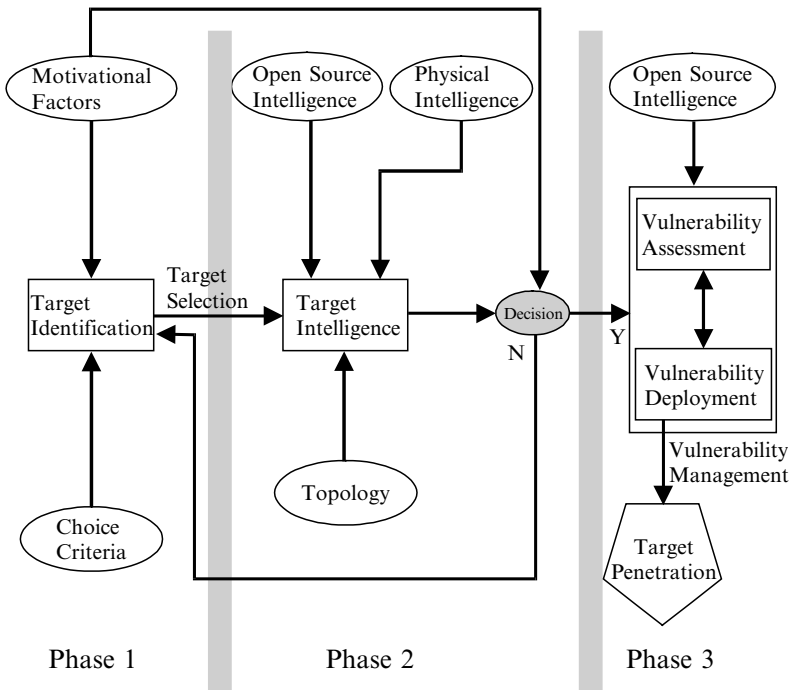 Motivational
Factors
Open Source
Intelligence
Physical
Intelligence
Open Source
Intelligence
Vulnerability
Assessment
Target
Selection
Target
Identification
Target
Intelligence
Decision
N
Y
Vulnerability
Deployment
Vulnerability
Management
Topology
Choice
Criteria
Target
Penetration
Phase 1
Phase 2
Phase 3